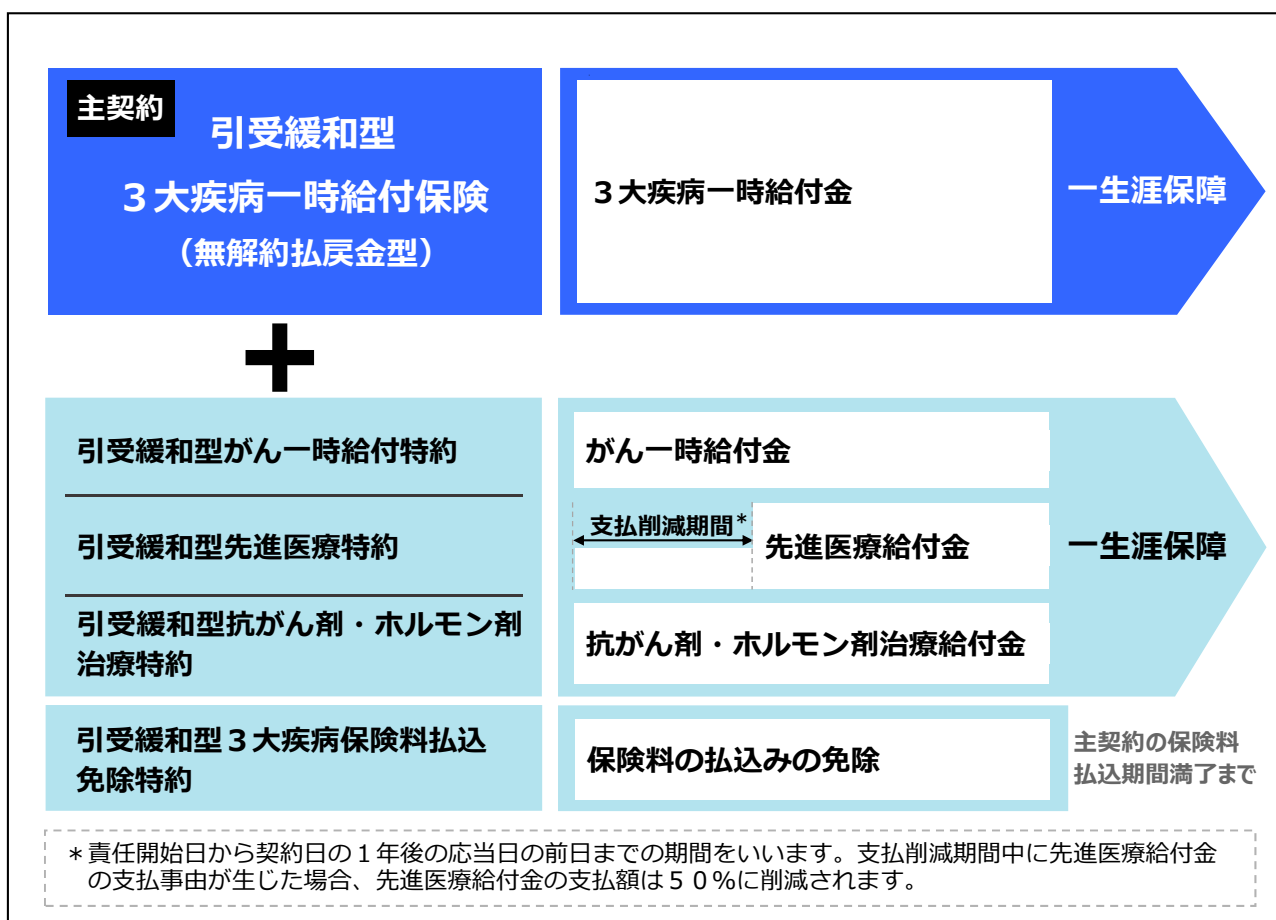 主契約
引受緩和型
３大疾病一時給付保険
（無解約払戻金型）
３大疾病一時給付金
一生涯保障
＋
引受緩和型がん一時給付特約
がん一時給付金
引受緩和型先進医療特約
支払削減期間*
先進医療給付金
一生涯保障
引受緩和型抗がん剤・ホルモン剤
治療特約
抗がん剤・ホルモン剤治療給付金
引受緩和型３大疾病保険料払込
免除特約
保険料の払込みの免除
主契約の保険料
払込期間満了まで
＊責任開始日から契約日の１年後の応当日の前日までの期間をいいます。支払削減期間中に先進医療給付金
の支払事由が生じた場合、先進医療給付金の支払額は５０％に削減されます。